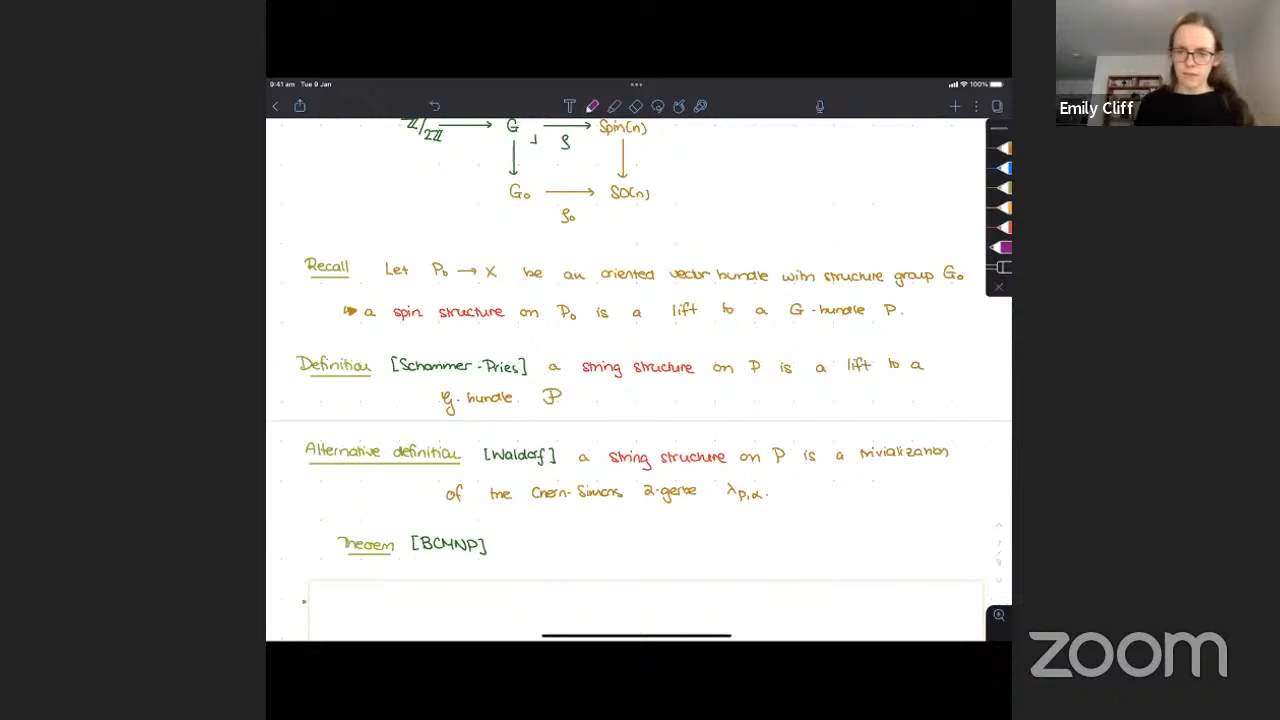 9:41 am Tue 9 Jan
100%
Emily Cliff
ℤ/2ℤ → G → Spin(n)
ρ
G₀ → SO(n)
ρ₀
Recall Let P₀ → X be an oriented vector bundle with structure group G₀
a spin structure on P₀ is a lift to a G-bundle P.
Definition [Schommer-Pries] a string structure on P is a lift to a
𝒢-bundle 𝒫
Alternative definition [Waldorf] a string structure on P is a trivialization
of the Chern-Simons 2-gerbe λ_{P,α}.
Theorem [BCMNP]
zoom